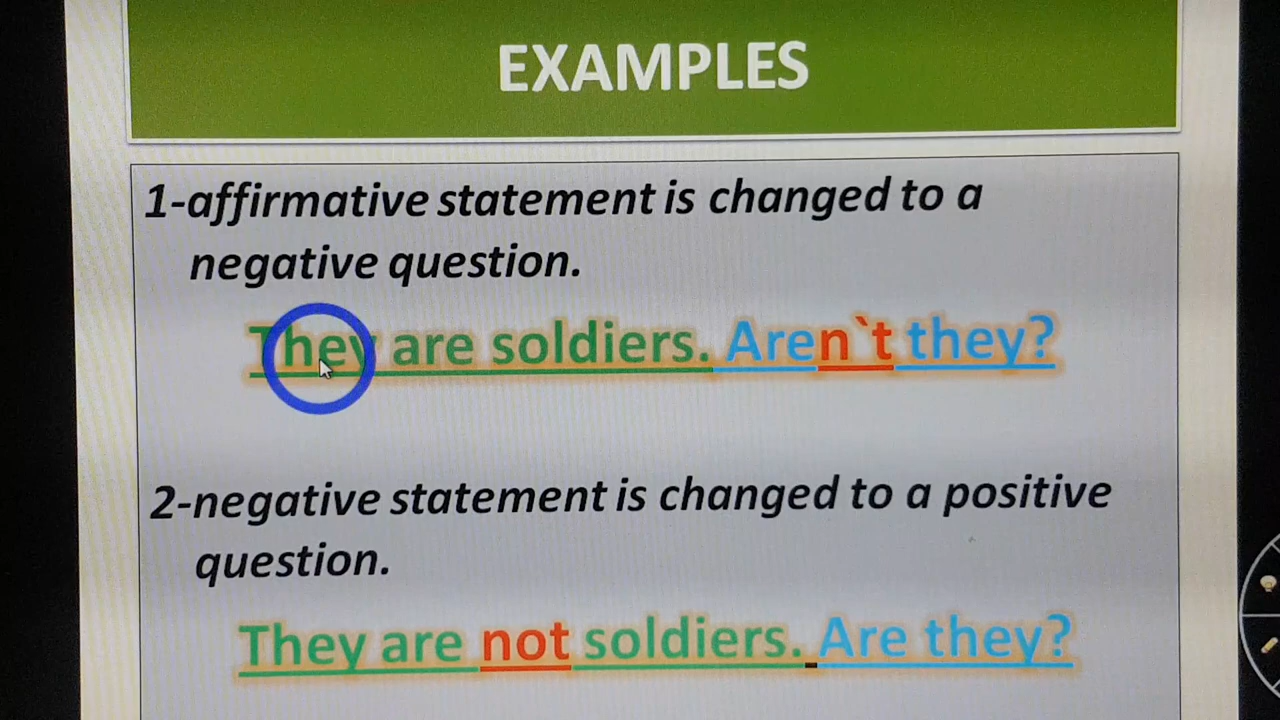 EXAMPLES
1-affirmative statement is changed to a
negative question.
They are soldiers. Aren`t they?
2-negative statement is changed to a positive
question.
They are not soldiers. Are they?